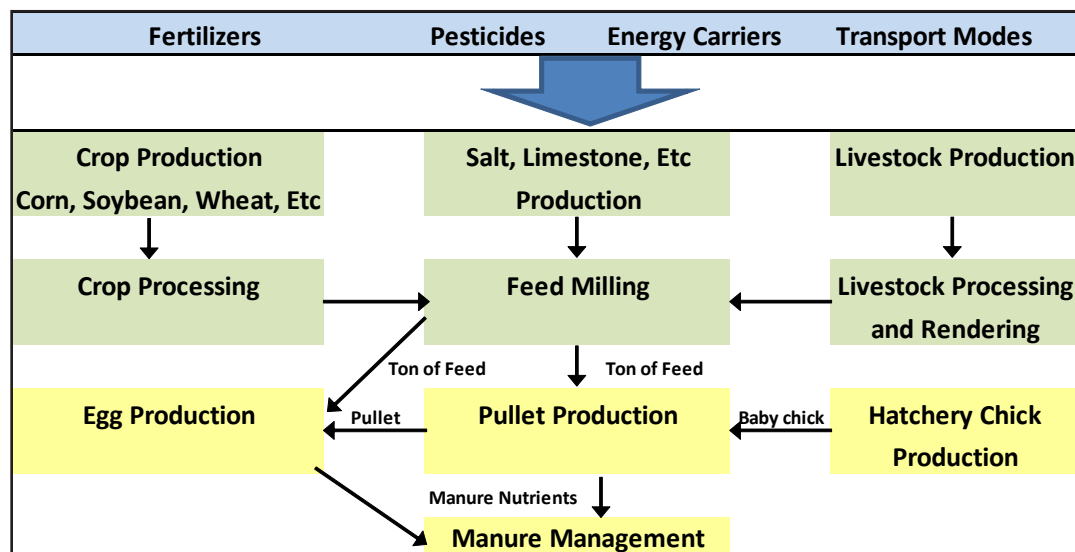 Fertilizers Pesticides Energy Carriers Transport Modes
Crop Production
Corn, Soybean, Wheat, Etc
Salt, Limestone, Etc
Production
Livestock Production
Crop Processing
Feed Milling
Livestock Processing
and Rendering
Ton of Feed
Ton of Feed
Egg Production
Pullet
Pullet Production
Baby chick
Hatchery Chick
Production
Manure Nutrients
Manure Management